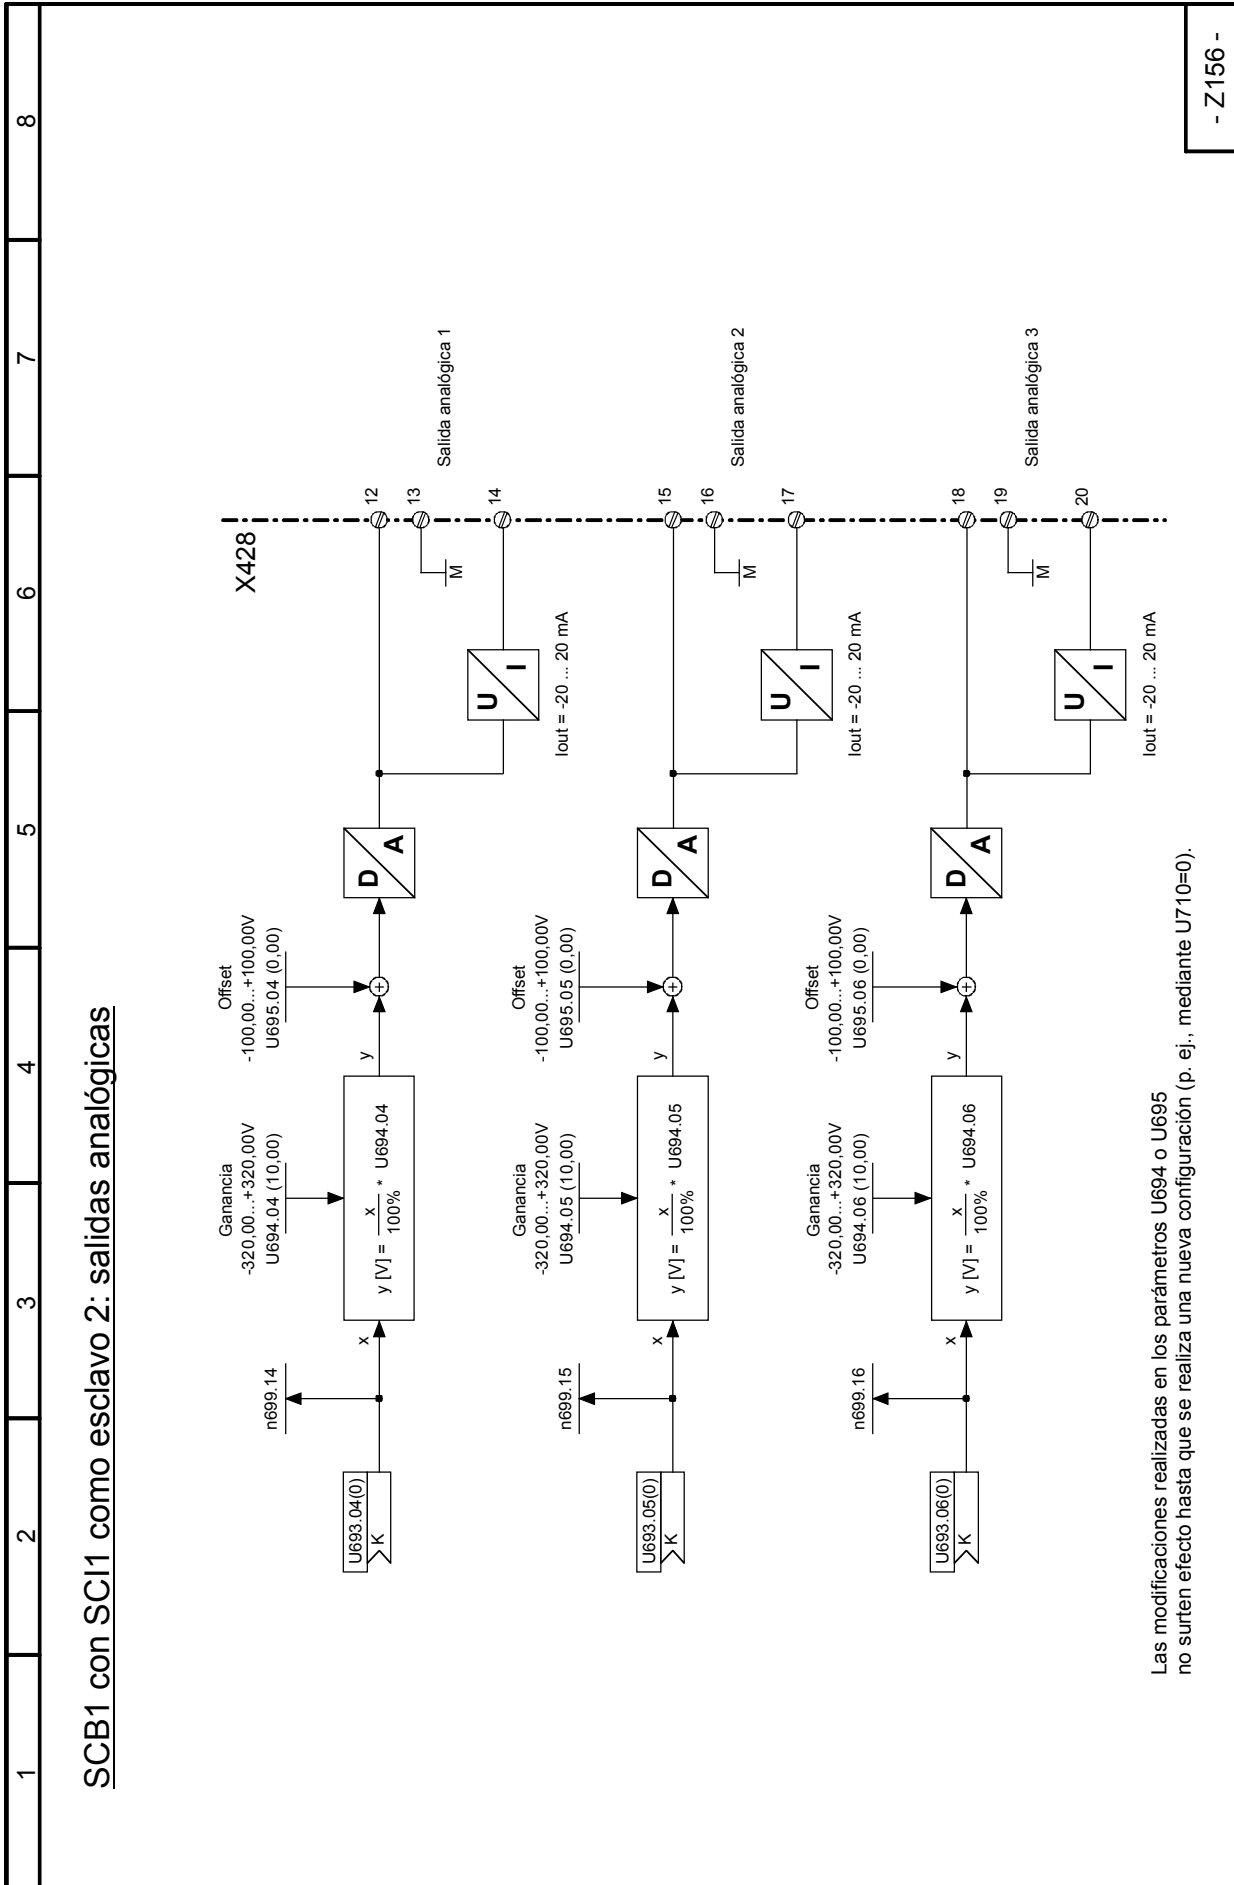 1
2
3
4
5
6
7
8
SCB1 con SCI1 como esclavo 2: salidas analógicas
X428
U693.04(0)
K
n699.14
x
Ganancia
-320,00...+320,00V
U694.04 (10,00)
y [V] = x / 100% * U694.04
y
Offset
-100,00...+100,00V
U695.04 (0,00)
+
D
A
U
I
Iout = -20 ... 20 mA
M
12
13
14
Salida analógica 1
U693.05(0)
K
n699.15
x
Ganancia
-320,00...+320,00V
U694.05 (10,00)
y [V] = x / 100% * U694.05
y
Offset
-100,00...+100,00V
U695.05 (0,00)
+
D
A
U
I
Iout = -20 ... 20 mA
M
15
16
17
Salida analógica 2
U693.06(0)
K
n699.16
x
Ganancia
-320,00...+320,00V
U694.06 (10,00)
y [V] = x / 100% * U694.06
y
Offset
-100,00...+100,00V
U695.06 (0,00)
+
D
A
U
I
Iout = -20 ... 20 mA
M
18
19
20
Salida analógica 3
Las modificaciones realizadas en los parámetros U694 o U695
no surten efecto hasta que se realiza una nueva configuración (p. ej., mediante U710=0).
- Z156 -